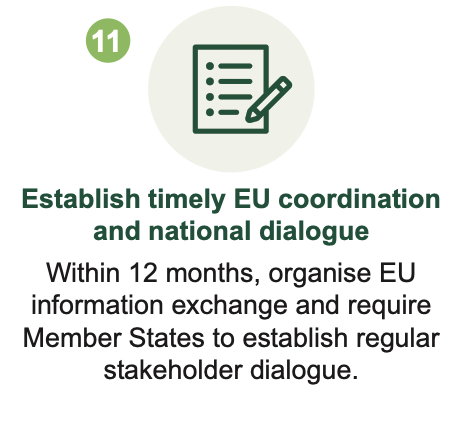 11
Establish timely EU coordination
and national dialogue
Within 12 months, organise EU
information exchange and require
Member States to establish regular
stakeholder dialogue.